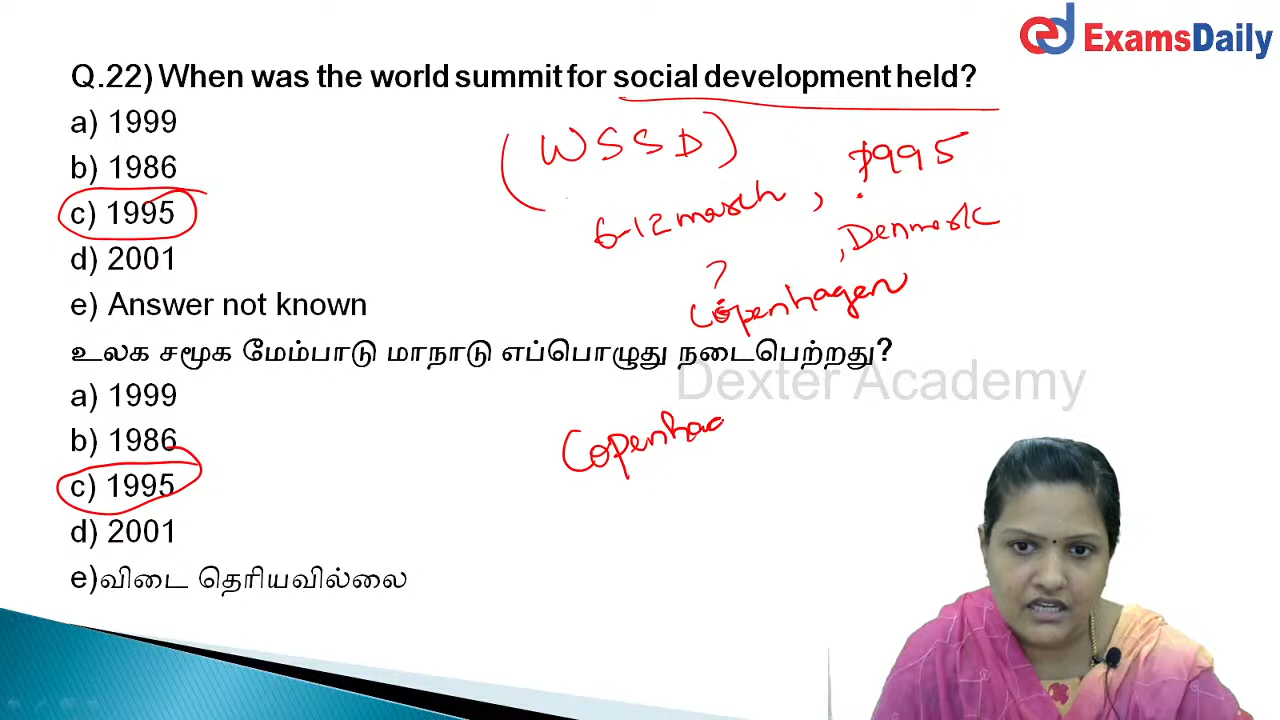 ExamsDaily
Q.22) When was the world summit for social development held?
a) 1999
b) 1986
c) 1995
d) 2001
e) Answer not known
(WSSD)
6-12 march, 1995
, Denmark
?
Copenhagen
உலக சமூக மேம்பாடு மாநாடு எப்பொழுது நடைபெற்றது?
Dexter Academy
a) 1999
b) 1986
Copenha
c) 1995
d) 2001
e)விடை தெரியவில்லை